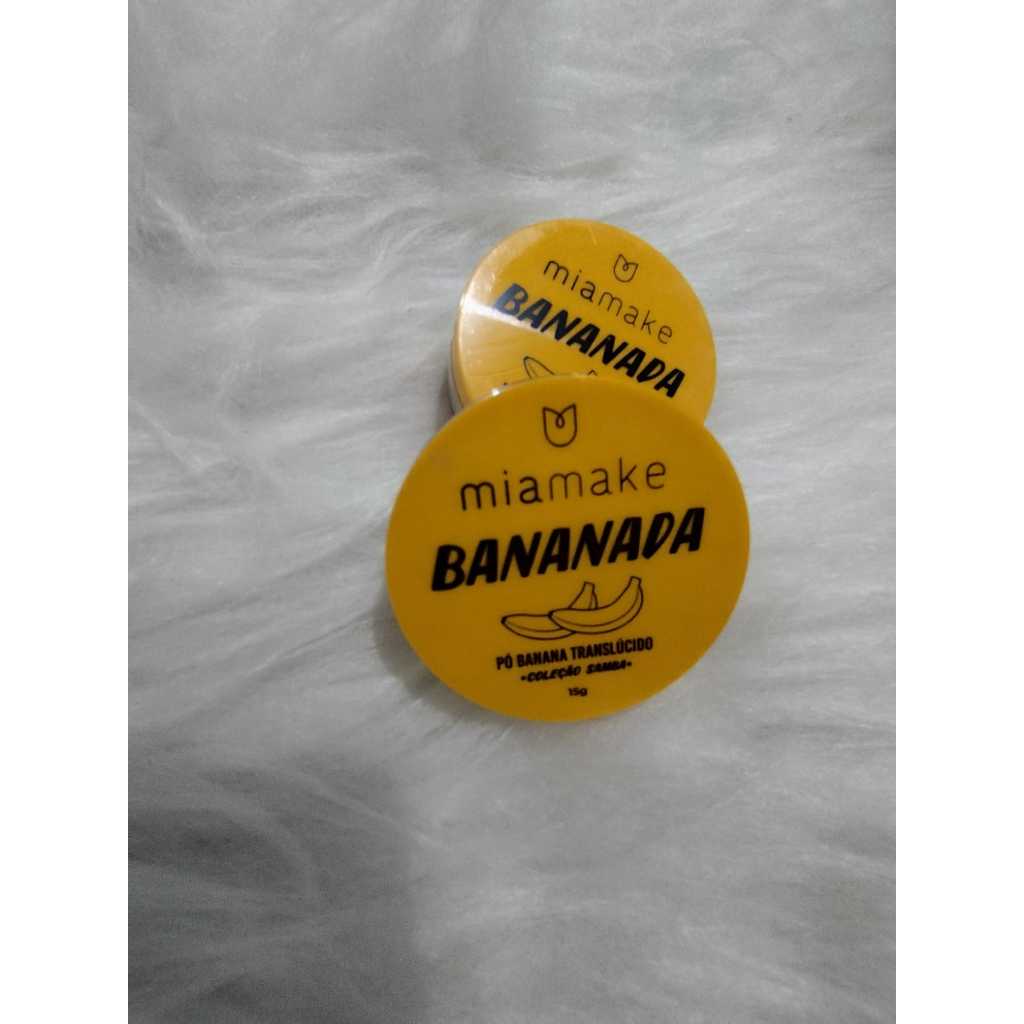 miamake
BANANADA
miamake
BANANADA
PÓ BANANA TRANSLÚCIDO
•COLEÇÃO SAMBA•
15g